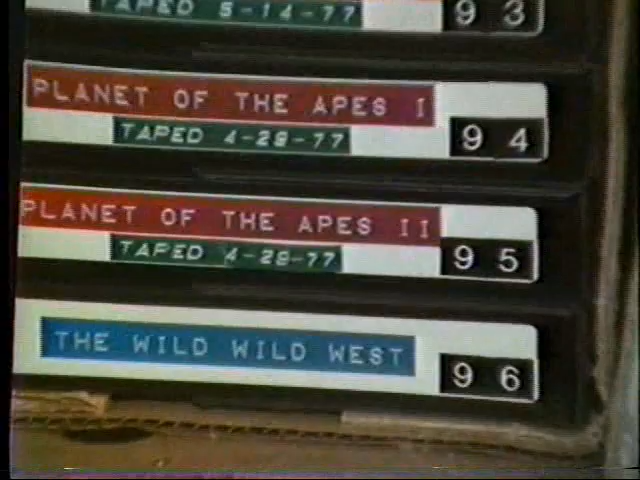 TAPED 5-14-77
93
PLANET OF THE APES I
TAPED 4-29-77
94
PLANET OF THE APES II
TAPED 4-29-77
95
THE WILD WILD WEST
96